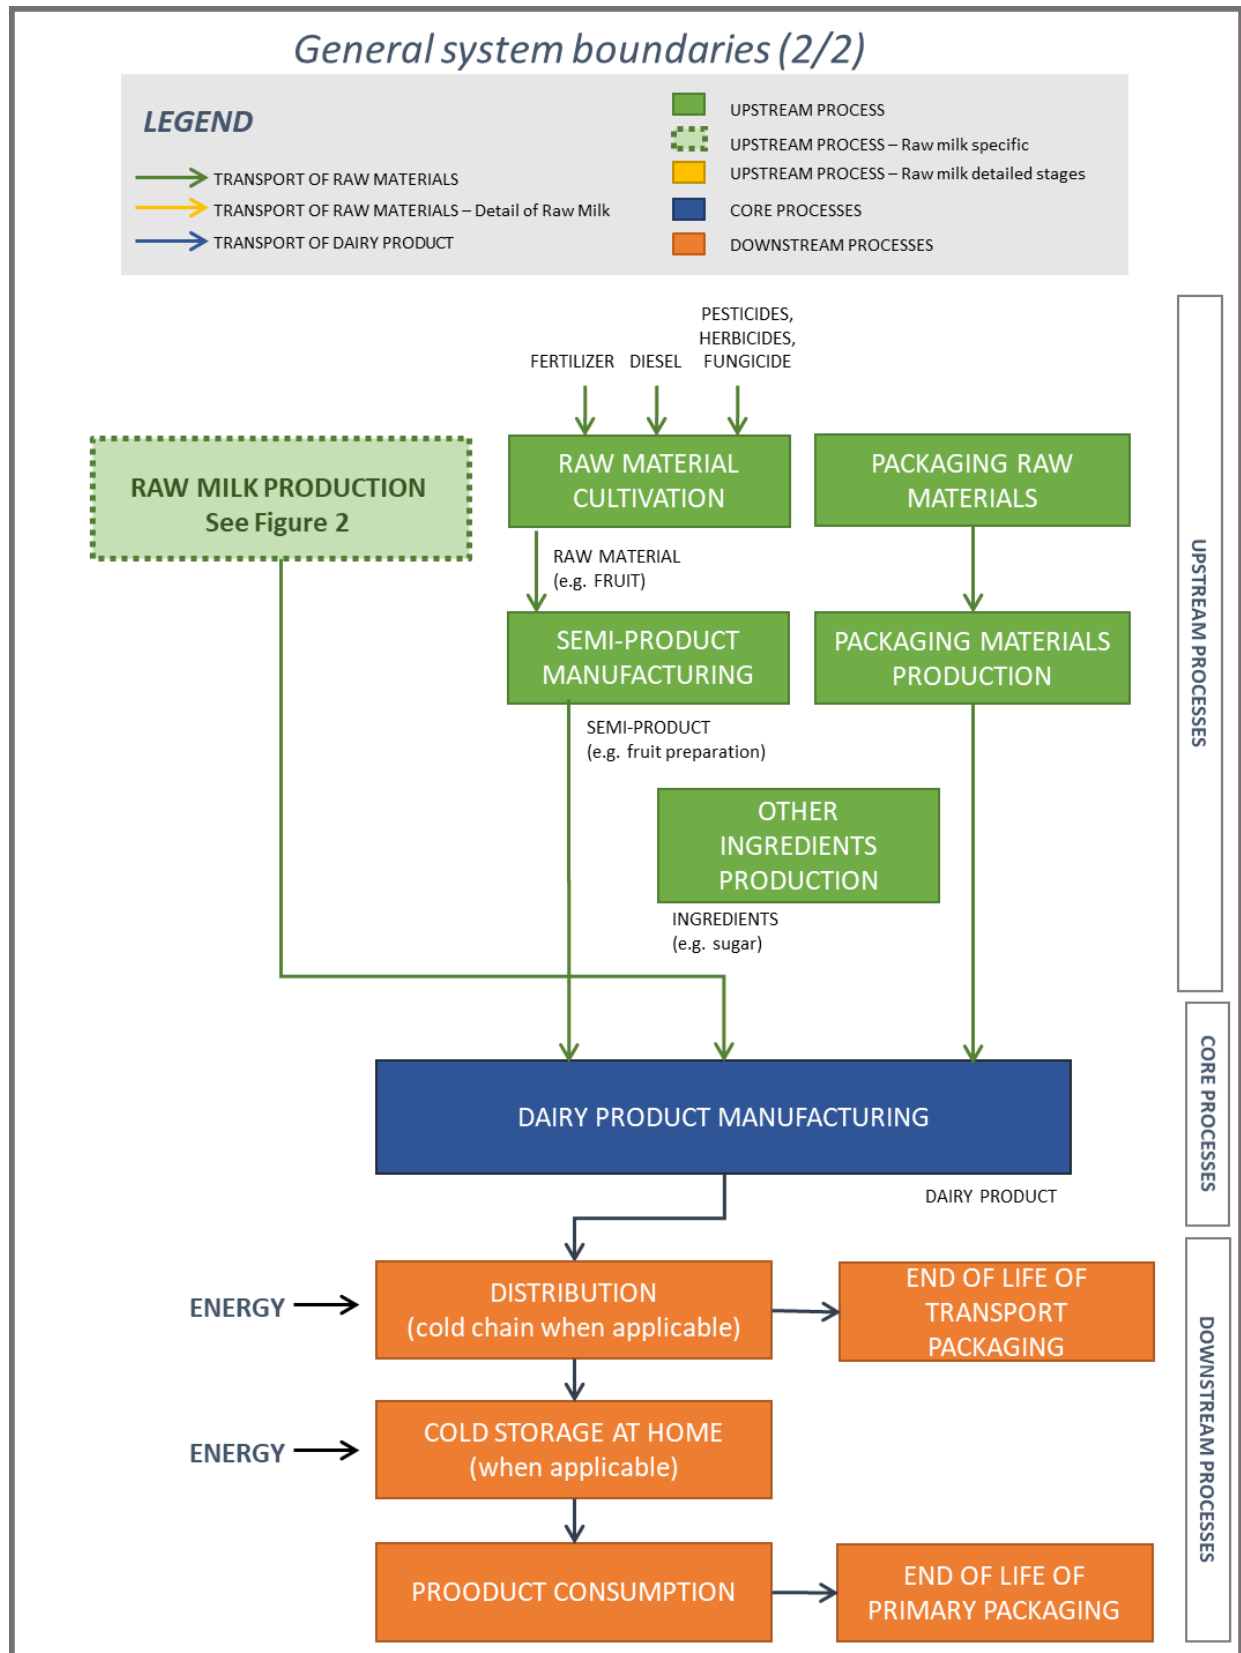 General system boundaries (2/2)
LEGEND
TRANSPORT OF RAW MATERIALS
TRANSPORT OF RAW MATERIALS – Detail of Raw Milk
TRANSPORT OF DAIRY PRODUCT
UPSTREAM PROCESS
UPSTREAM PROCESS – Raw milk specific
UPSTREAM PROCESS – Raw milk detailed stages
CORE PROCESSES
DOWNSTREAM PROCESSES
FERTILIZER
DIESEL
PESTICIDES,
HERBICIDES,
FUNGICIDE
RAW MILK PRODUCTION
See Figure 2
RAW MATERIAL
CULTIVATION
PACKAGING RAW
MATERIALS
RAW MATERIAL
(e.g. FRUIT)
SEMI-PRODUCT
MANUFACTURING
PACKAGING MATERIALS
PRODUCTION
SEMI-PRODUCT
(e.g. fruit preparation)
OTHER
INGREDIENTS
PRODUCTION
INGREDIENTS
(e.g. sugar)
UPSTREAM PROCESSES
DAIRY PRODUCT MANUFACTURING
DAIRY PRODUCT
CORE PROCESSES
ENERGY
DISTRIBUTION
(cold chain when applicable)
END OF LIFE OF
TRANSPORT
PACKAGING
ENERGY
COLD STORAGE AT HOME
(when applicable)
PROODUCT CONSUMPTION
END OF LIFE OF
PRIMARY PACKAGING
DOWNSTREAM PROCESSES